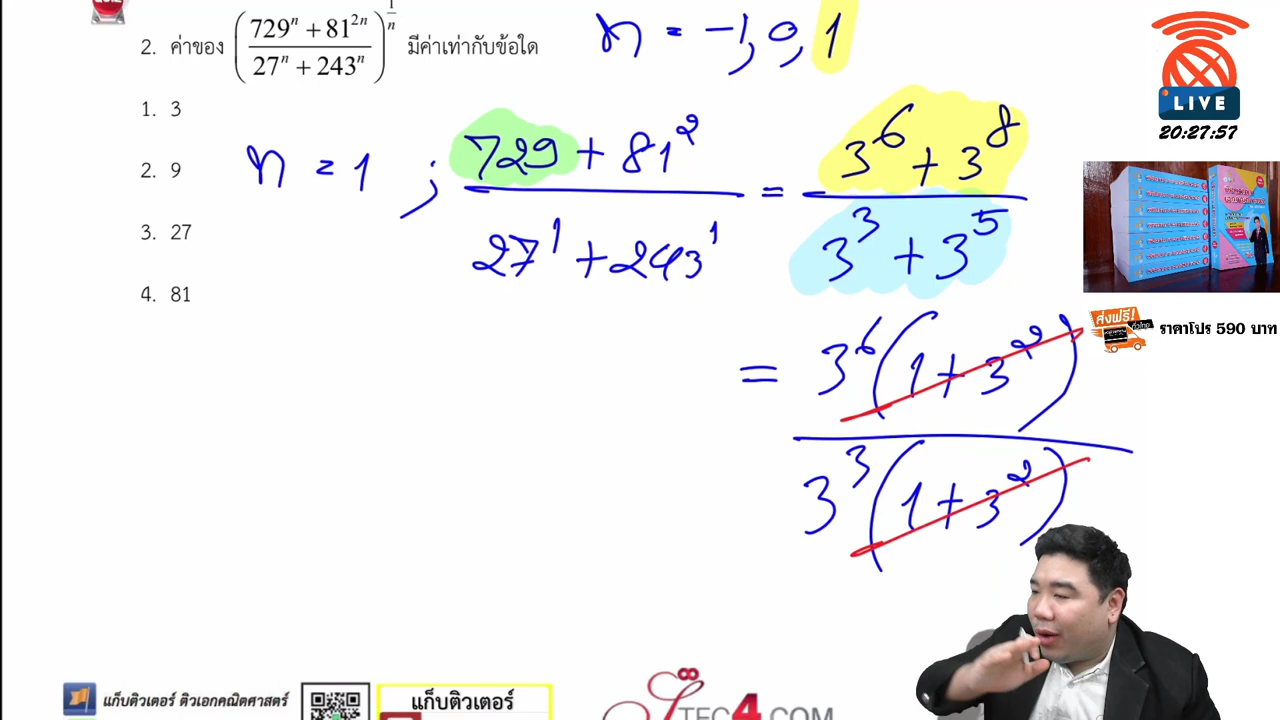 2. ค่าของ (729ⁿ + 81²ⁿ / 27ⁿ + 243ⁿ)^(1/n) มีค่าเท่ากับข้อใด
n = -1, 0, 1
1. 3
2. 9
3. 27
4. 81
n = 1 ; 729 + 81² / 27¹ + 243¹ = 3⁶ + 3⁸ / 3³ + 3⁵
= 3⁶(1 + 3²) / 3³(1 + 3²)
LIVE
20:27:57
ส่งฟรี!
ทั่วไทย
ราคาโปร 590 บาท
แก็บติวเตอร์ ติวเอกคณิตศาสตร์
แก็บติวเตอร์
TEC4.COM